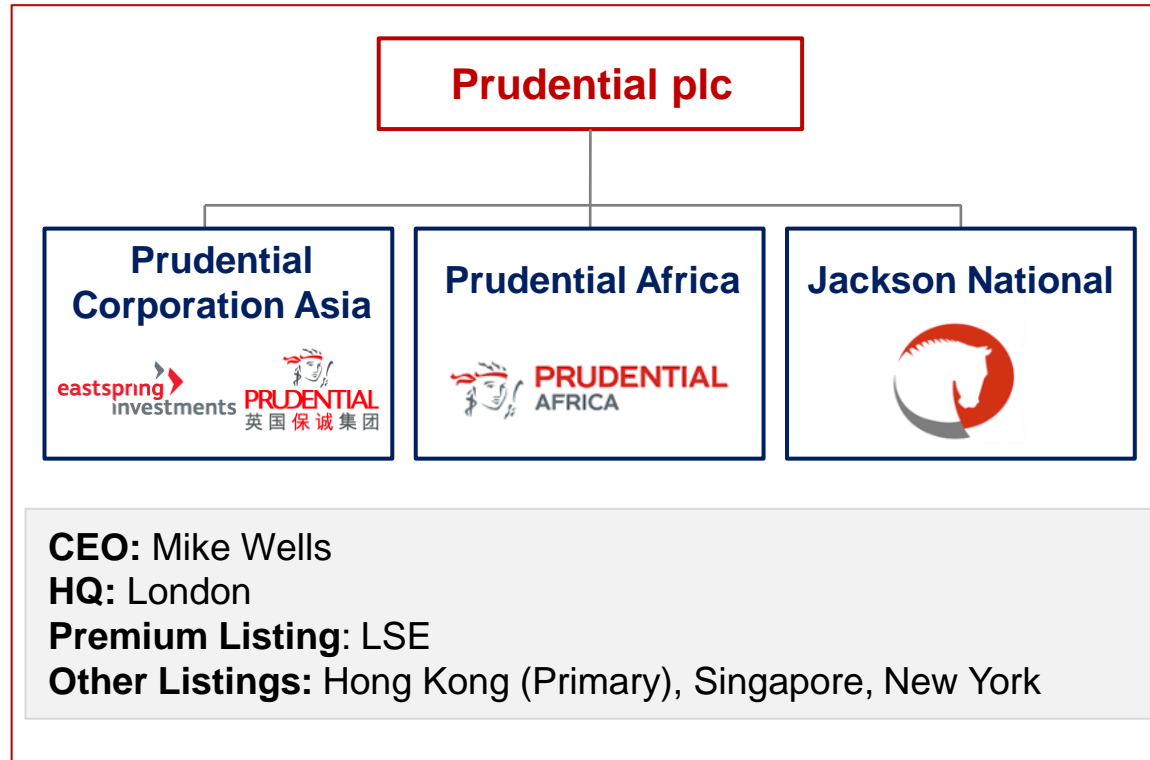 Prudential plc
Prudential
Corporation Asia
eastspring
investments
PRUDENTIAL
英国保诚集团
Prudential Africa
PRUDENTIAL
AFRICA
Jackson National
CEO: Mike Wells
HQ: London
Premium Listing: LSE
Other Listings: Hong Kong (Primary), Singapore, New York